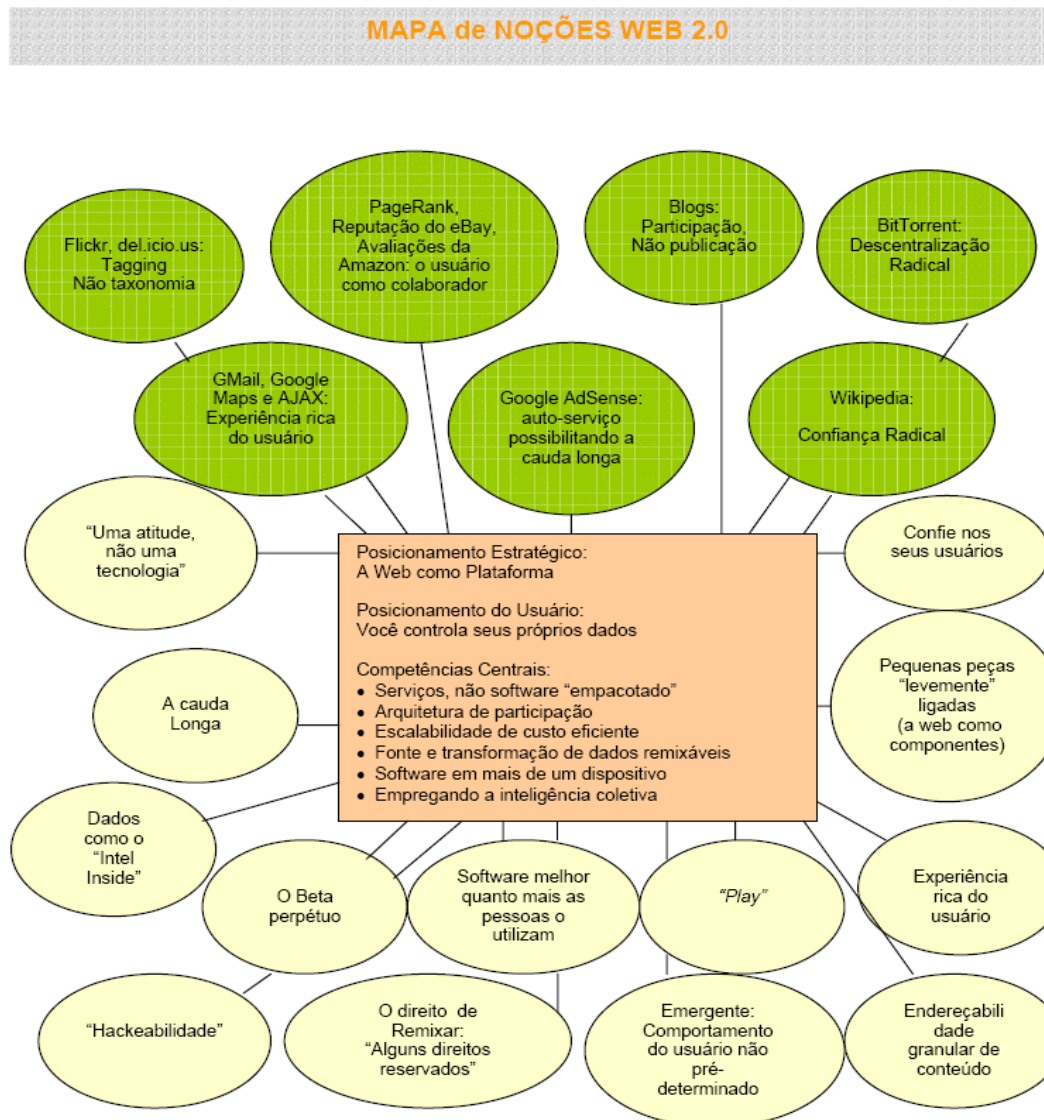 MAPA de NOÇÕES WEB 2.0
Flickr, del.icio.us:
Tagging
Não taxonomia
PageRank,
Reputação do eBay,
Avaliações da
Amazon: o usuário
como colaborador
Blogs:
Participação,
Não publicação
BitTorrent:
Descentralização
Radical
GMail, Google
Maps e AJAX:
Experiência rica
do usuário
Google AdSense:
auto-serviço
possibilitando a
cauda longa
Wikipedia:
Confiança Radical
“Uma atitude,
não uma
tecnologia”
Posicionamento Estratégico:
A Web como Plataforma
Posicionamento do Usuário:
Você controla seus próprios dados
Competências Centrais:
• Serviços, não software “empacotado”
• Arquitetura de participação
• Escalabilidade de custo eficiente
• Fonte e transformação de dados remixáveis
• Software em mais de um dispositivo
• Empregando a inteligência coletiva
Confie nos
seus usuários
A cauda
Longa
Pequenas peças
“levemente”
ligadas
(a web como
componentes)
Dados
como o
“Intel
Inside”
O Beta
perpétuo
Software melhor
quanto mais as
pessoas o
utilizam
“Play”
Experiência
rica do
usuário
“Hackeabilidade”
O direito de
Remixar:
“Alguns direitos
reservados”
Emergente:
Comportamento
do usuário não
pré-
determinado
Endereçabili
dade
granular de
conteúdo